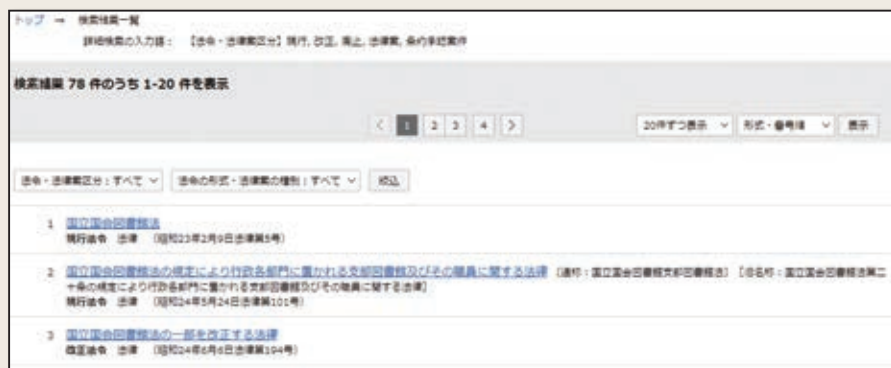 トップ → 検索結果一覧
詳細検索の入力語： 【法令・法律案区分】現行, 改正, 廃止, 法律案, 条約承認案件
検索結果 78 件のうち 1-20 件を表示
< 1 2 3 4 > 20件ずつ表示 形式・番号順 表示
法令・法律案区分：すべて 法令の形式・法律案の種別：すべて 絞込
1 国立国会図書館法
現行法令 法律 （昭和23年2月9日法律第5号）
2 国立国会図書館法の規定により行政各部門に置かれる支部図書館及びその職員に関する法律 （通称：国立国会図書館支部図書館法）【旧名称：国立国会図書館法第二
十条の規定により行政各部門に置かれる支部図書館及びその職員に関する法律】
現行法令 法律 （昭和24年5月24日法律第101号）
3 国立国会図書館法の一部を改正する法律
改正法令 法律 （昭和24年6月6日法律第194号）